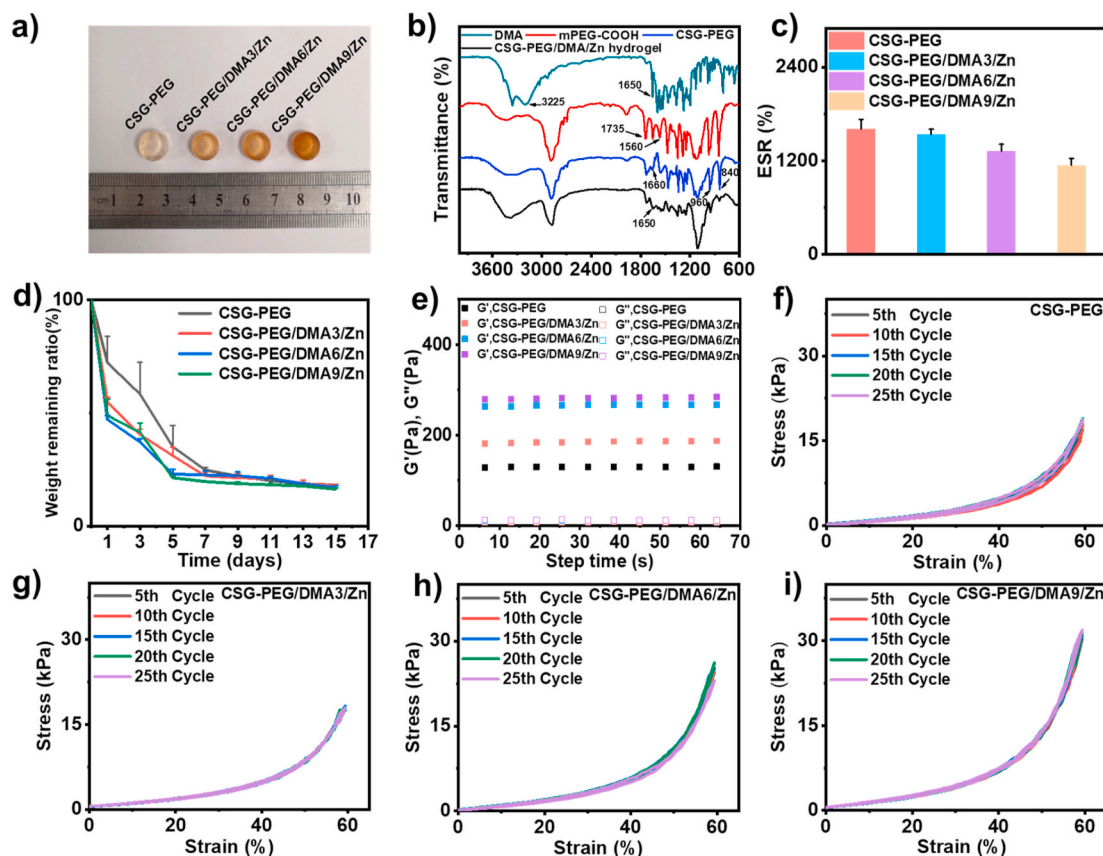 a)
CSG-PEG
CSG-PEG/DMA3/Zn
CSG-PEG/DMA6/Zn
CSG-PEG/DMA9/Zn
1 2 3 4 5 6 7 8 9 10
b)
DMA mPEG-COOH CSG-PEG
CSG-PEG/DMA/Zn hydrogel
Transmittance (%)
3225
1650
1735
1560
1660
960
840
1650
3600 3000 2400 1800 1200 600
c)
ESR (%)
2400
1200
0
CSG-PEG
CSG-PEG/DMA3/Zn
CSG-PEG/DMA6/Zn
CSG-PEG/DMA9/Zn
d)
Weight remaining ratio(%)
100
0
CSG-PEG
CSG-PEG/DMA3/Zn
CSG-PEG/DMA6/Zn
CSG-PEG/DMA9/Zn
1 3 5 7 9 11 13 15 17
Time (days)
e)
G'(Pa), G''(Pa)
400
200
0
G',CSG-PEG G'',CSG-PEG
G',CSG-PEG/DMA3/Zn G'',CSG-PEG/DMA3/Zn
G',CSG-PEG/DMA6/Zn G'',CSG-PEG/DMA6/Zn
G',CSG-PEG/DMA9/Zn G'',CSG-PEG/DMA9/Zn
0 10 20 30 40 50 60 70
Step time (s)
f)
CSG-PEG
5th Cycle
10th Cycle
15th Cycle
20th Cycle
25th Cycle
Stress (kPa)
30
15
0
0 20 40 60
Strain (%)
g)
5th Cycle CSG-PEG/DMA3/Zn
10th Cycle
15th Cycle
20th Cycle
25th Cycle
Stress (kPa)
30
15
0
0 20 40 60
Strain (%)
h)
5th Cycle CSG-PEG/DMA6/Zn
10th Cycle
15th Cycle
20th Cycle
25th Cycle
Stress (kPa)
30
15
0
0 20 40 60
Strain (%)
i)
5th Cycle CSG-PEG/DMA9/Zn
10th Cycle
15th Cycle
20th Cycle
25th Cycle
Stress (kPa)
30
15
0
0 20 40 60
Strain (%)